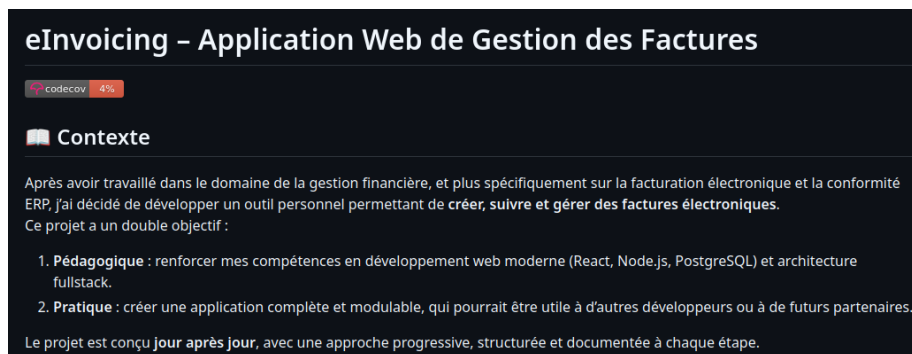 eInvoicing – Application Web de Gestion des Factures
codecov 4%
📖 Contexte
Après avoir travaillé dans le domaine de la gestion financière, et plus spécifiquement sur la facturation électronique et la conformité
ERP, j'ai décidé de développer un outil personnel permettant de créer, suivre et gérer des factures électroniques.
Ce projet a un double objectif :
1. Pédagogique : renforcer mes compétences en développement web moderne (React, Node.js, PostgreSQL) et architecture
fullstack.
2. Pratique : créer une application complète et modulable, qui pourrait être utile à d'autres développeurs ou à de futurs partenaires.
Le projet est conçu jour après jour, avec une approche progressive, structurée et documentée à chaque étape.